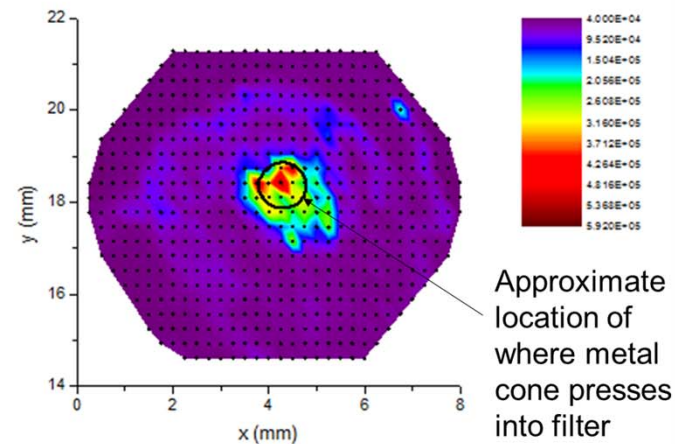 22
20
18
16
14
y (mm)
0 2 4 6 8
x (mm)
4.000E+04
9.520E+04
1.504E+05
2.056E+05
2.608E+05
3.160E+05
3.712E+05
4.264E+05
4.816E+05
5.368E+05
5.920E+05
Approximate
location of
where metal
cone presses
into filter